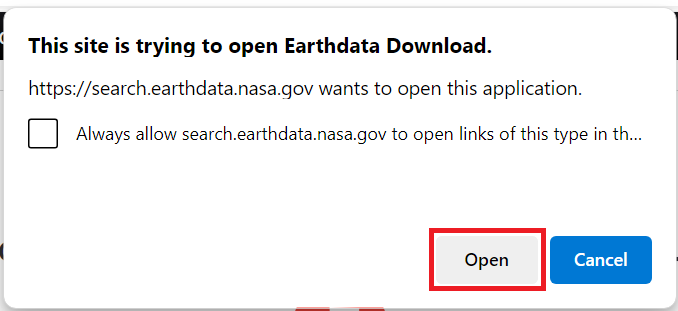 This site is trying to open Earthdata Download.
https://search.earthdata.nasa.gov wants to open this application.
Always allow search.earthdata.nasa.gov to open links of this type in th...
Open
Cancel